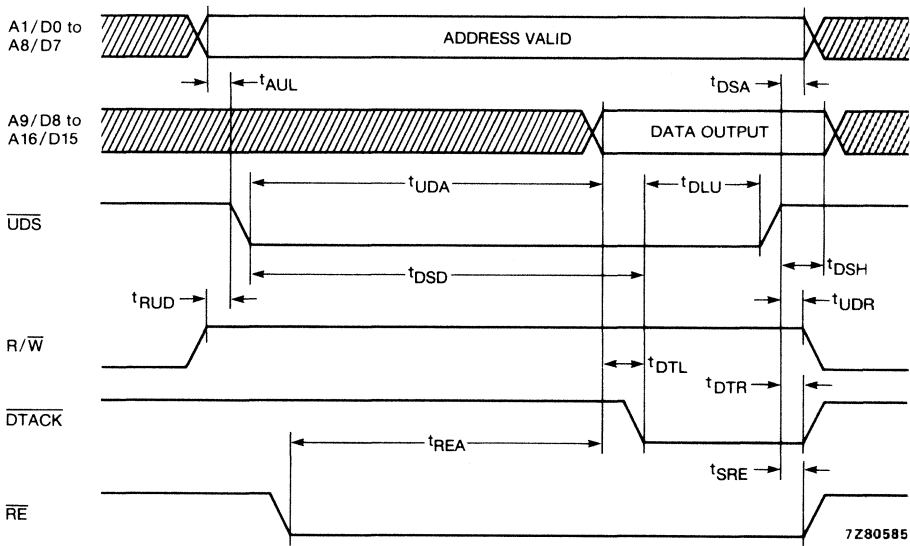 A1/D0 to
A8/D7
ADDRESS VALID
tAUL
tDSA
A9/D8 to
A16/D15
DATA OUTPUT
tUDA
tDLU
UDS
tDSD
tDSH
tRUD
tUDR
R/W
tDTL
tDTR
DTACK
tREA
tSRE
RE
7Z80585